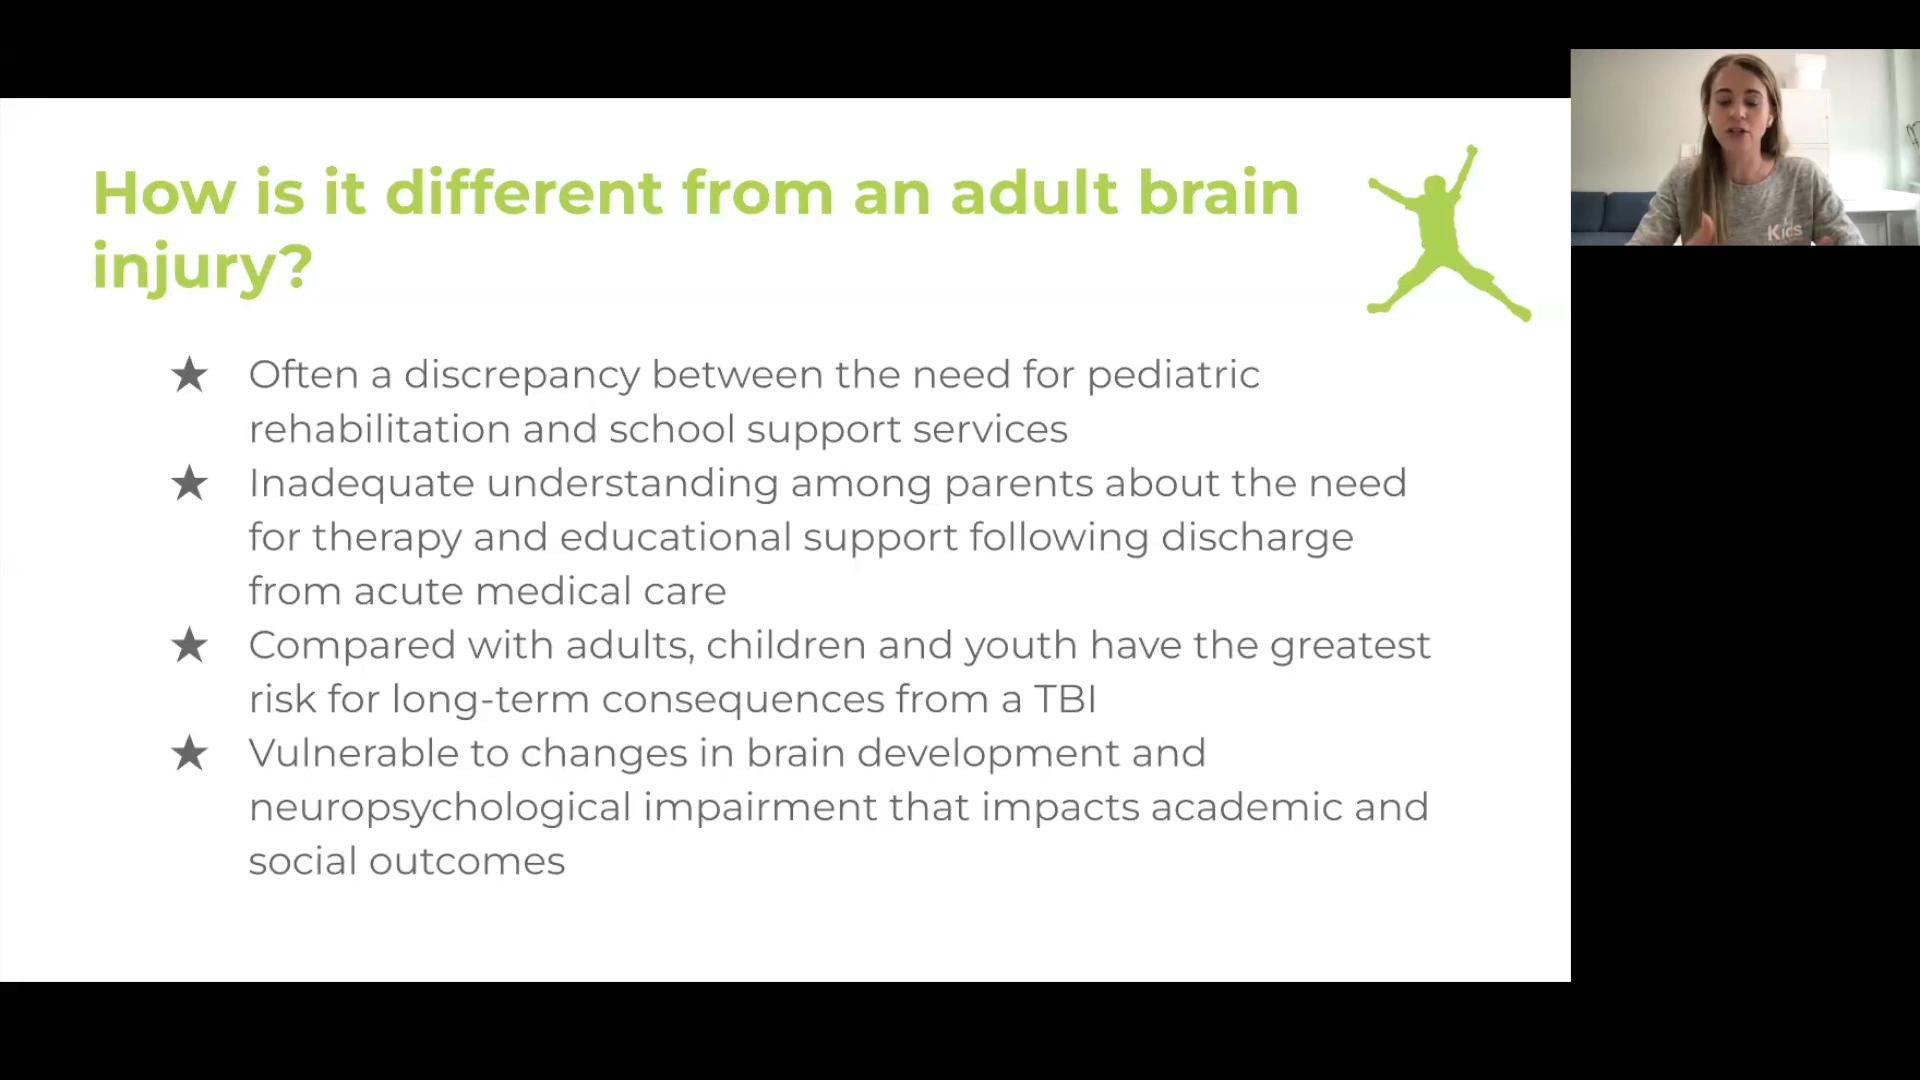 How is it different from an adult brain
injury?
★ Often a discrepancy between the need for pediatric
rehabilitation and school support services
★ Inadequate understanding among parents about the need
for therapy and educational support following discharge
from acute medical care
★ Compared with adults, children and youth have the greatest
risk for long-term consequences from a TBI
★ Vulnerable to changes in brain development and
neuropsychological impairment that impacts academic and
social outcomes
Kids